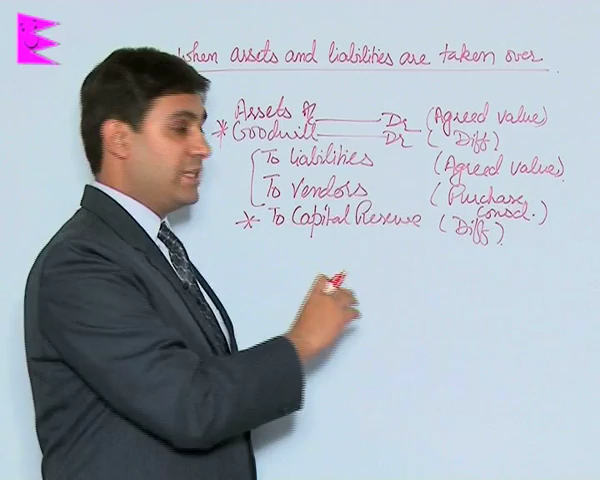 when assets and liabilities are taken over
Assets A/c Dr (Agreed value)
* Goodwill Dr (Diff)
To liabilities (Agreed value)
To Vendors (Purchase consd.)
* To Capital Reserve (Diff)